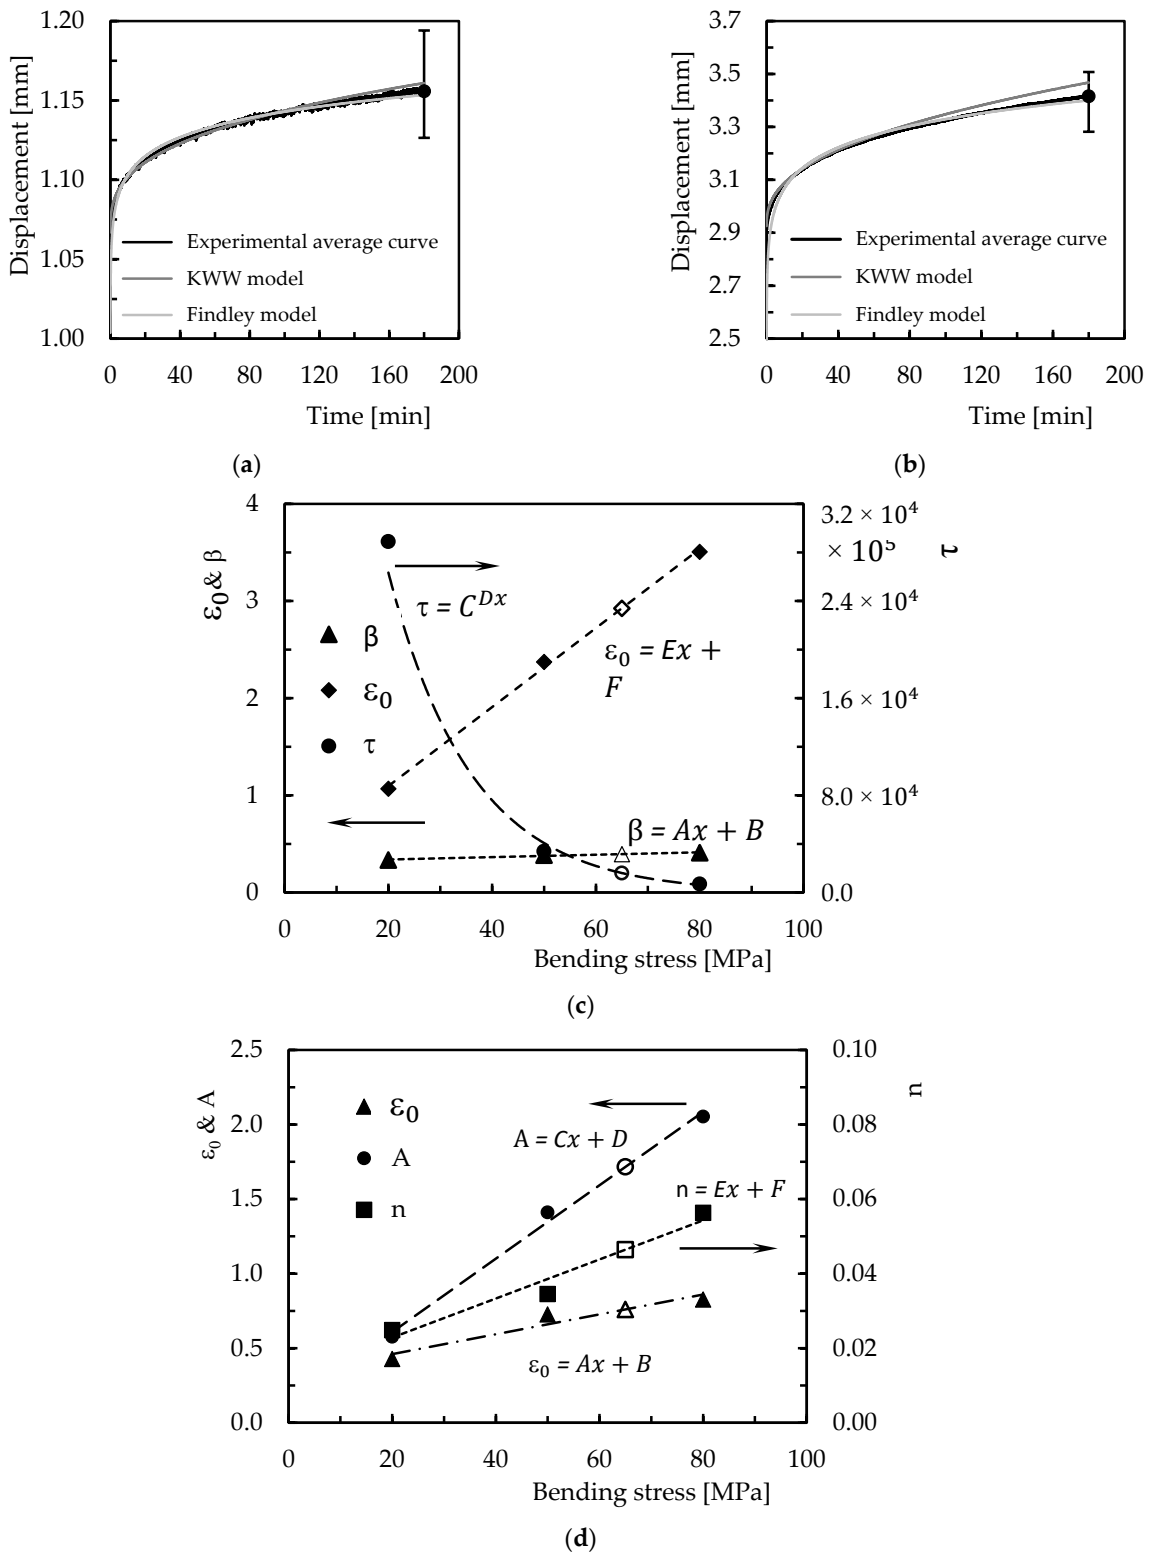 1.20
1.15
1.10
1.05
1.00
Displacement [mm]
Experimental average curve
KWW model
Findley model
0 40 80 120 160 200
Time [min]
(a)
3.7
3.5
3.3
3.1
2.9
2.7
2.5
Displacement [mm]
Experimental average curve
KWW model
Findley model
0 40 80 120 160 200
Time [min]
(b)
4
3
2
1
0
ε0 & β
β
ε0
τ
τ = C^Dx
ε0 = Ex +
F
β = Ax + B
3.2 × 10^4
× 10^5
2.4 × 10^4
1.6 × 10^4
8.0 × 10^4
0.0
τ
0 20 40 60 80 100
Bending stress [MPa]
(c)
2.5
2.0
1.5
1.0
0.5
0.0
ε0 & A
ε0
A
n
A = Cx + D
n = Ex + F
ε0 = Ax + B
0.10
0.08
0.06
0.04
0.02
0.00
n
0 20 40 60 80 100
Bending stress [MPa]
(d)